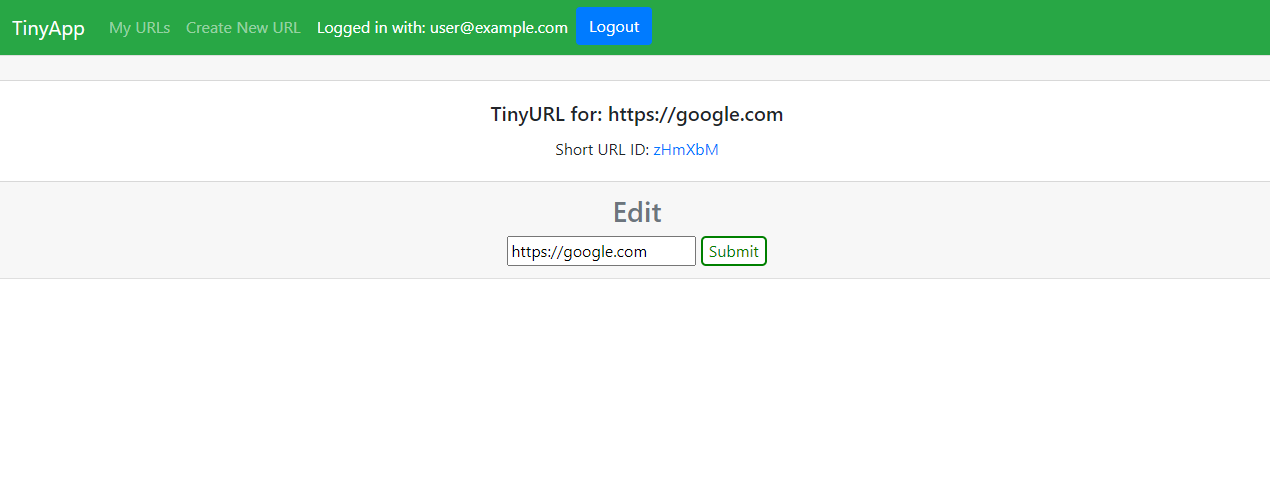 TinyApp My URLs Create New URL Logged in with: user@example.com Logout
TinyURL for: https://google.com
Short URL ID: zHmXbM
Edit
https://google.com Submit